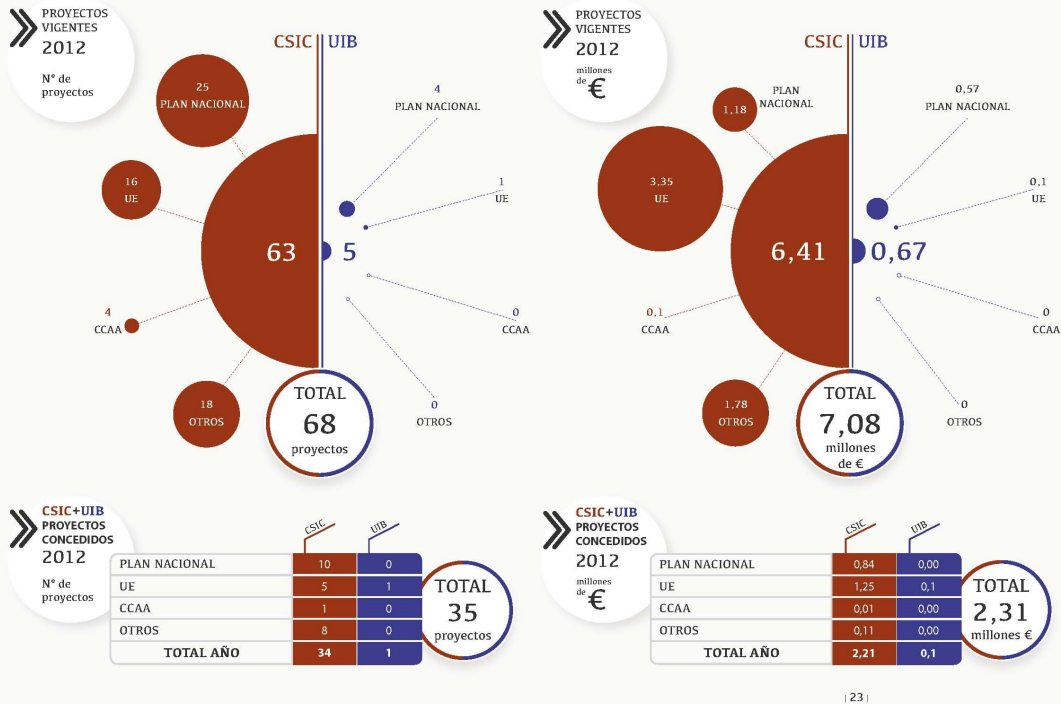 PROYECTOS
VIGENTES
2012
N° de
proyectos
CSIC UIB
25
PLAN NACIONAL
16
UE
4
CCAA
18
OTROS
63
5
4
PLAN NACIONAL
1
UE
0
CCAA
0
OTROS
TOTAL
68
proyectos
PROYECTOS
VIGENTES
2012
millones
de €
CSIC UIB
PLAN
NACIONAL
1,18
3,35
UE
0,1
CCAA
1,78
OTROS
6,41
0,67
0,57
PLAN NACIONAL
0,1
UE
0
CCAA
0
OTROS
TOTAL
7,08
millones
de €
CSIC+UIB
PROYECTOS
CONCEDIDOS
2012
N° de
proyectos
CSIC UIB
PLAN NACIONAL 10 0
UE 5 1
CCAA 1 0
OTROS 8 0
TOTAL AÑO 34 1
TOTAL
35
proyectos
CSIC+UIB
PROYECTOS
CONCEDIDOS
2012
millones
de €
CSIC UIB
PLAN NACIONAL 0,84 0,00
UE 1,25 0,1
CCAA 0,01 0,00
OTROS 0,11 0,00
TOTAL AÑO 2,21 0,1
TOTAL
2,31
millones €
| 23 |